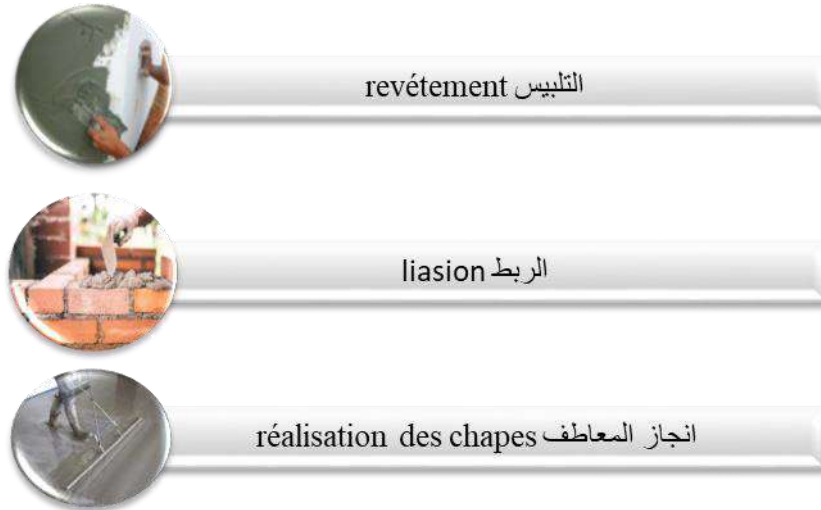 التلبيس revétement
الربط liasion
انجاز المعاطف réalisation des chapes